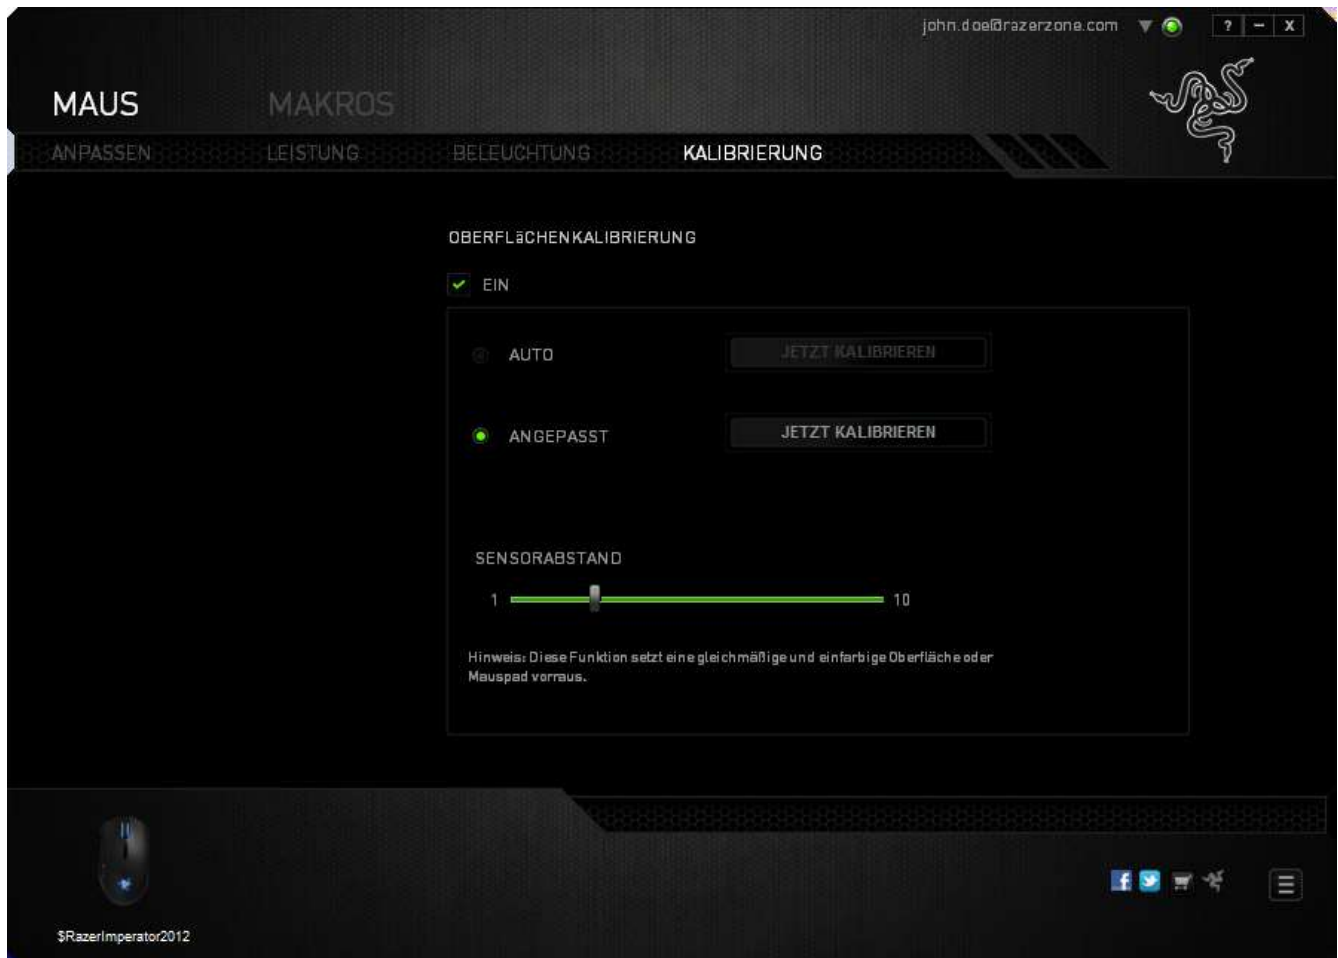 john.doe@razerzone.com
? – X
MAUS MAKROS
ANPASSEN LEISTUNG BELEUCHTUNG KALIBRIERUNG
OBERFLäCHENKALIBRIERUNG
EIN
AUTO JETZT KALIBRIEREN
ANGEPASST JETZT KALIBRIEREN
SENSORABSTAND
1 10
Hinweis: Diese Funktion setzt eine gleichmäßige und einfarbige Oberfläche oder
Mauspad vorraus.
$RazerImperator2012